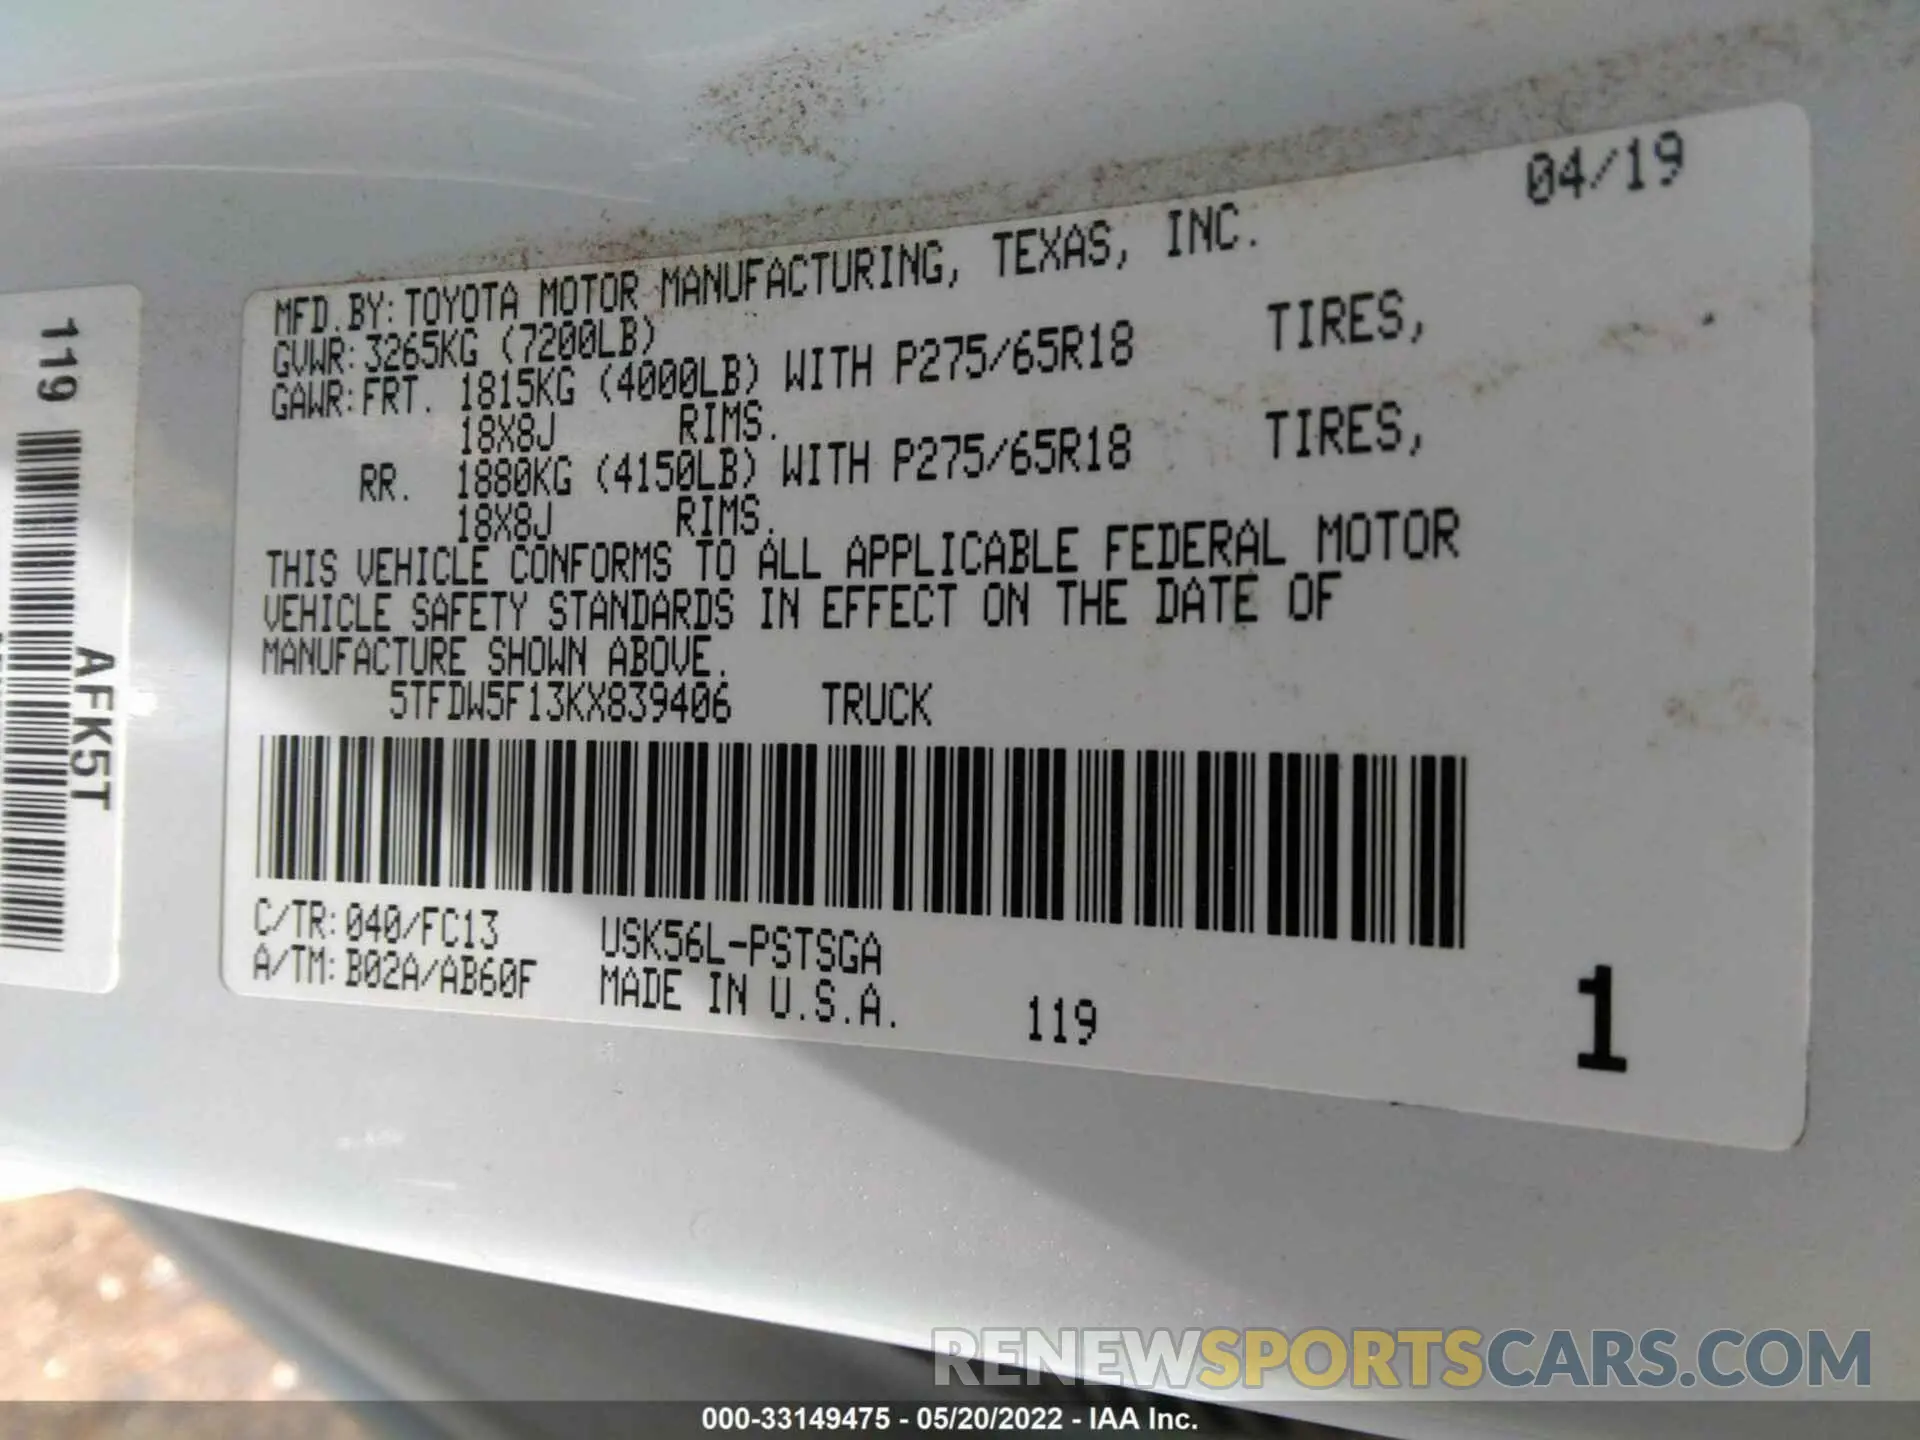 04/19
MFD.BY:TOYOTA MOTOR MANUFACTURING, TEXAS, INC.
GVWR:3265KG (7200LB)
GAWR:FRT. 1815KG (4000LB) WITH P275/65R18 TIRES,
18X8J RIMS.
RR. 1880KG (4150LB) WITH P275/65R18 TIRES,
18X8J RIMS.
THIS VEHICLE CONFORMS TO ALL APPLICABLE FEDERAL MOTOR
VEHICLE SAFETY STANDARDS IN EFFECT ON THE DATE OF
MANUFACTURE SHOWN ABOVE.
5TFDW5F13KX839406 TRUCK
C/TR:040/FC13 USK56L-PSTSGA
A/TM:B02A/AB60F MADE IN U.S.A. 119
1
119
AFK5T
RENEWSPORTSCARS.COM
000-33149475 - 05/20/2022 - IAA Inc.